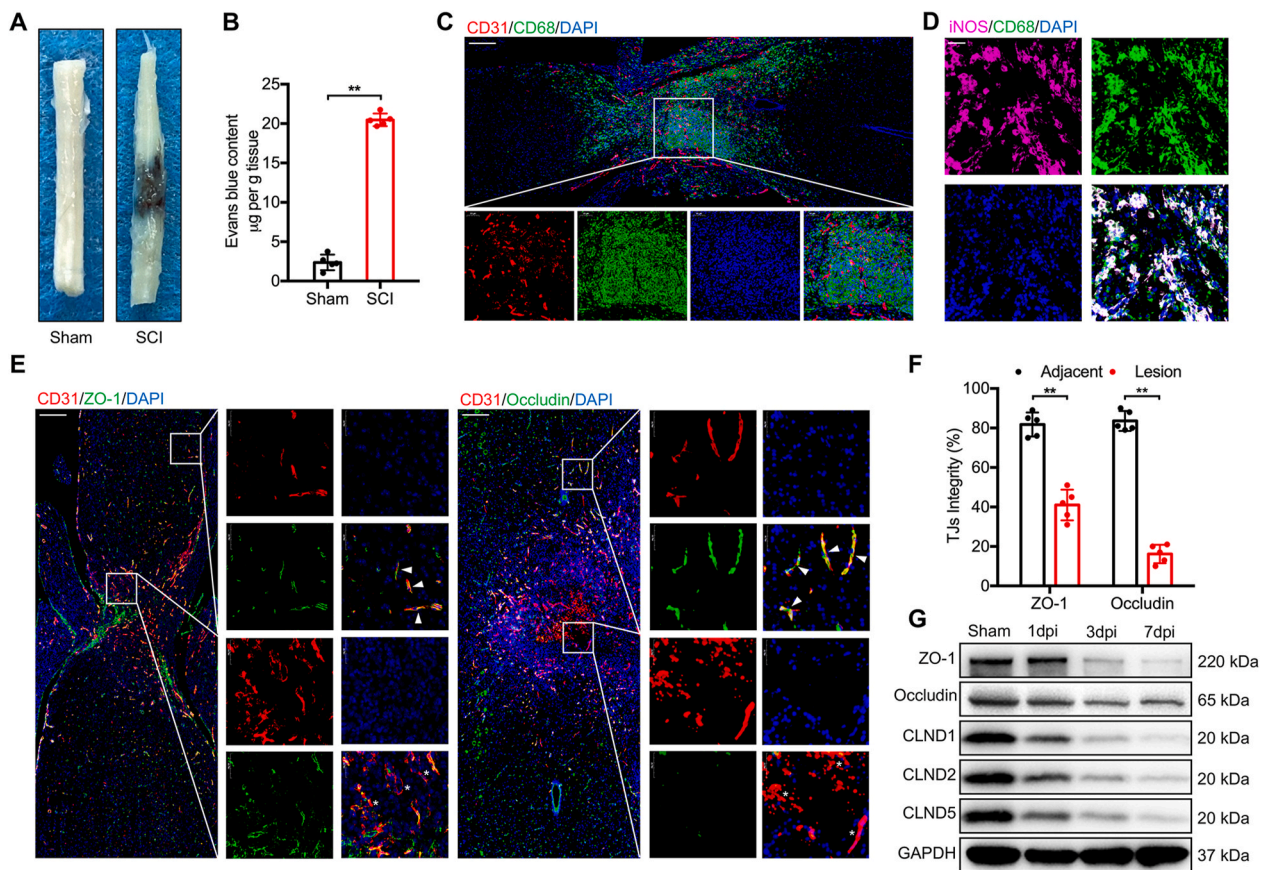 A
Sham
SCI
B
Evans blue content
µg per g tissue
25
20
15
10
5
0
**
Sham
SCI
C
CD31/CD68/DAPI
D
iNOS/CD68/DAPI
E
CD31/ZO-1/DAPI
CD31/Occludin/DAPI
*
*
*
*
*
*
F
Adjacent
Lesion
TJs Integrity (%)
100
80
60
40
20
0
**
**
ZO-1
Occludin
G
Sham 1dpi 3dpi 7dpi
ZO-1 220 kDa
Occludin 65 kDa
CLND1 20 kDa
CLND2 20 kDa
CLND5 20 kDa
GAPDH 37 kDa